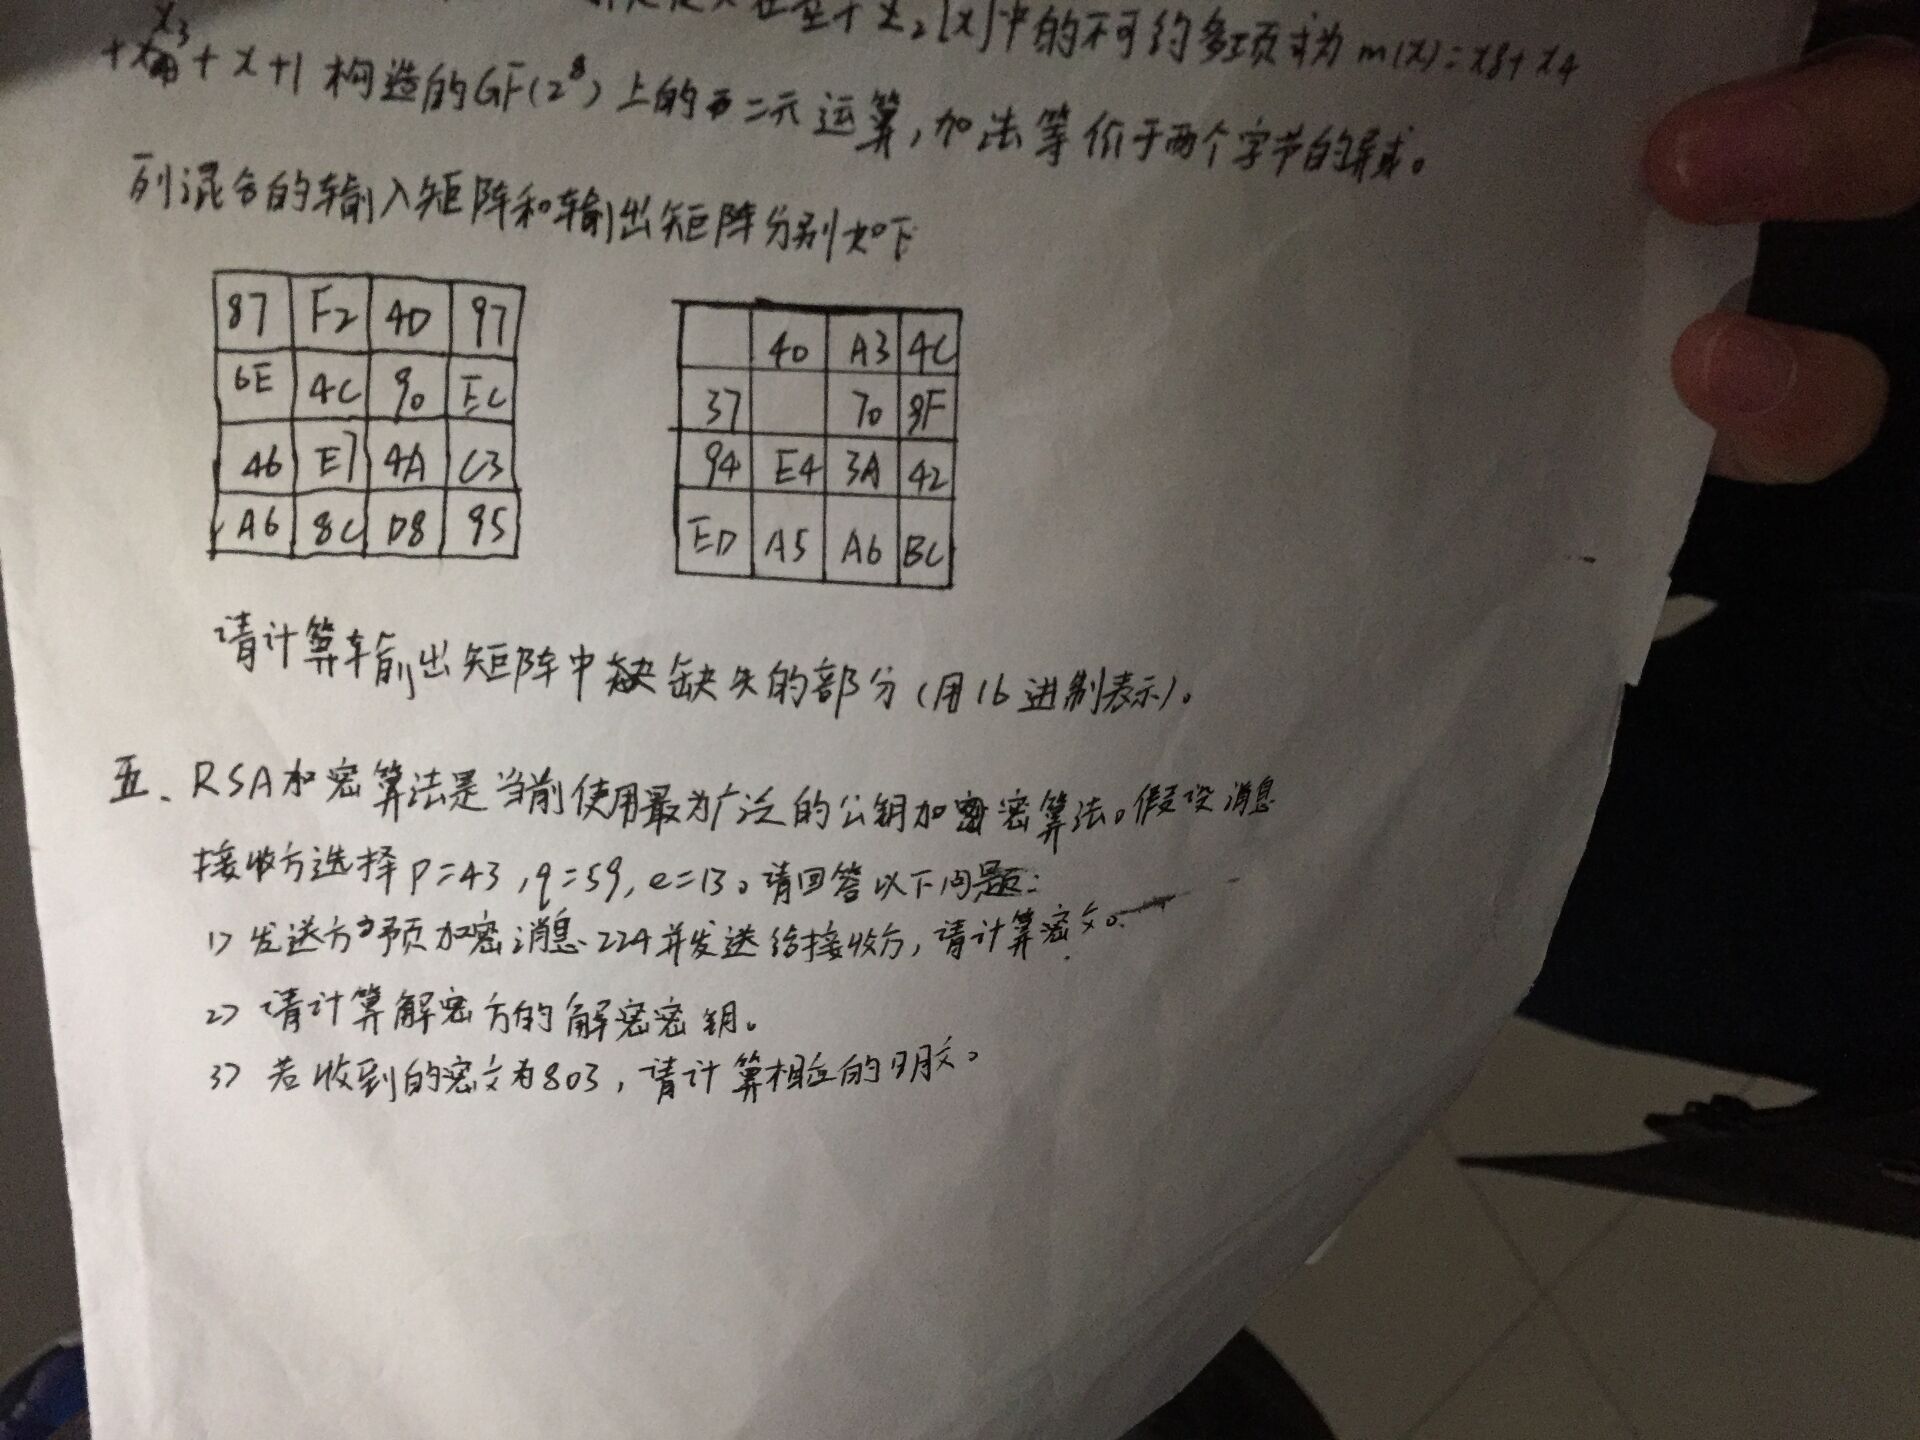 中的不可约多项式为 m(x)=x8+x4
+x3+x+1 构造的GF(2^8)上的二元运算,加法等价于两个字节的异或。
列混合的输入矩阵和输出矩阵分别如下
87 F2 4D 97
6E 4C 90 EC
46 E7 4A C3
A6 8C D8 95
40 A3 4C
37 70 9F
94 E4 3A 42
ED A5 A6 BC
请计算输出矩阵中缺失的部分(用16进制表示)。
五、RSA加密算法是当前使用最为广泛的公钥加密算法。假设消息
接收方选择 p=43,q=59,e=13。请回答以下问题:
1) 发送方预加密消息224并发送给接收方,请计算密文。
2) 请计算解密方的解密密钥。
3) 若收到的密文为803,请计算相应的明文。